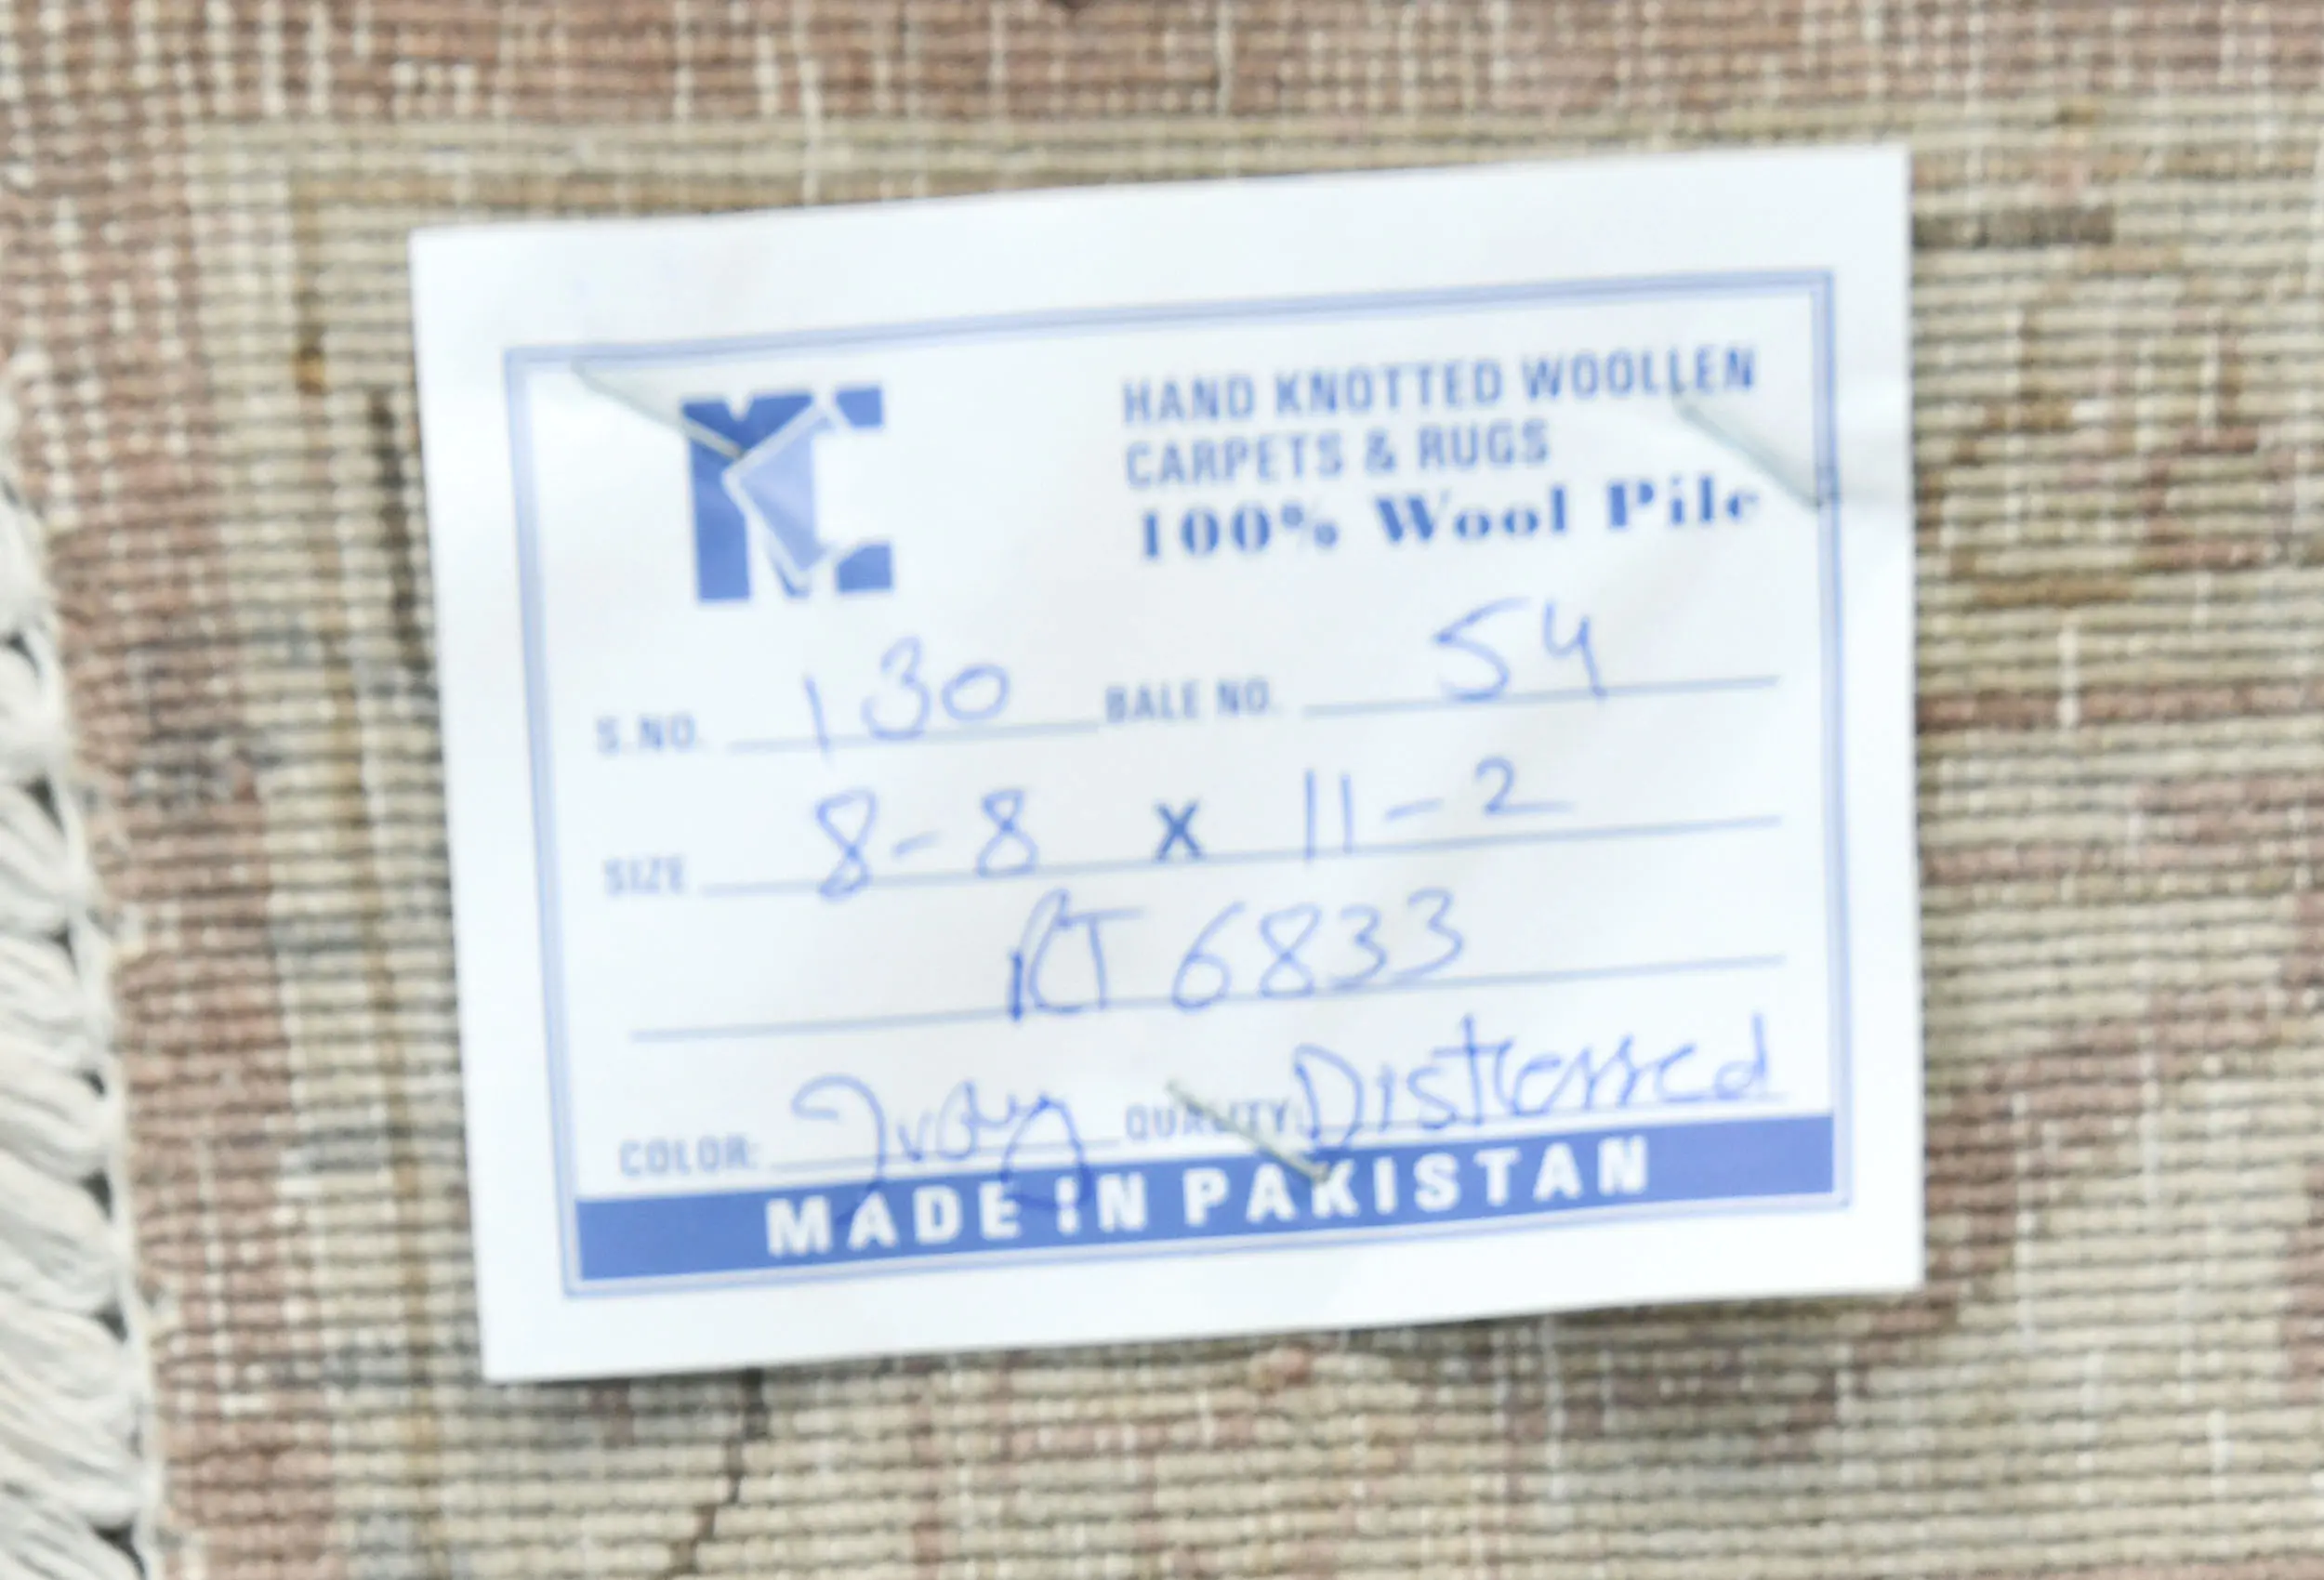 HAND KNOTTED WOOLLEN
CARPETS & RUGS
100% Wool Pile
S.NO. 130 BALE NO. 54
SIZE 8-8 X 11-2
KT 6833
COLOR: Ivory QUALITY: Distressed
MADE IN PAKISTAN